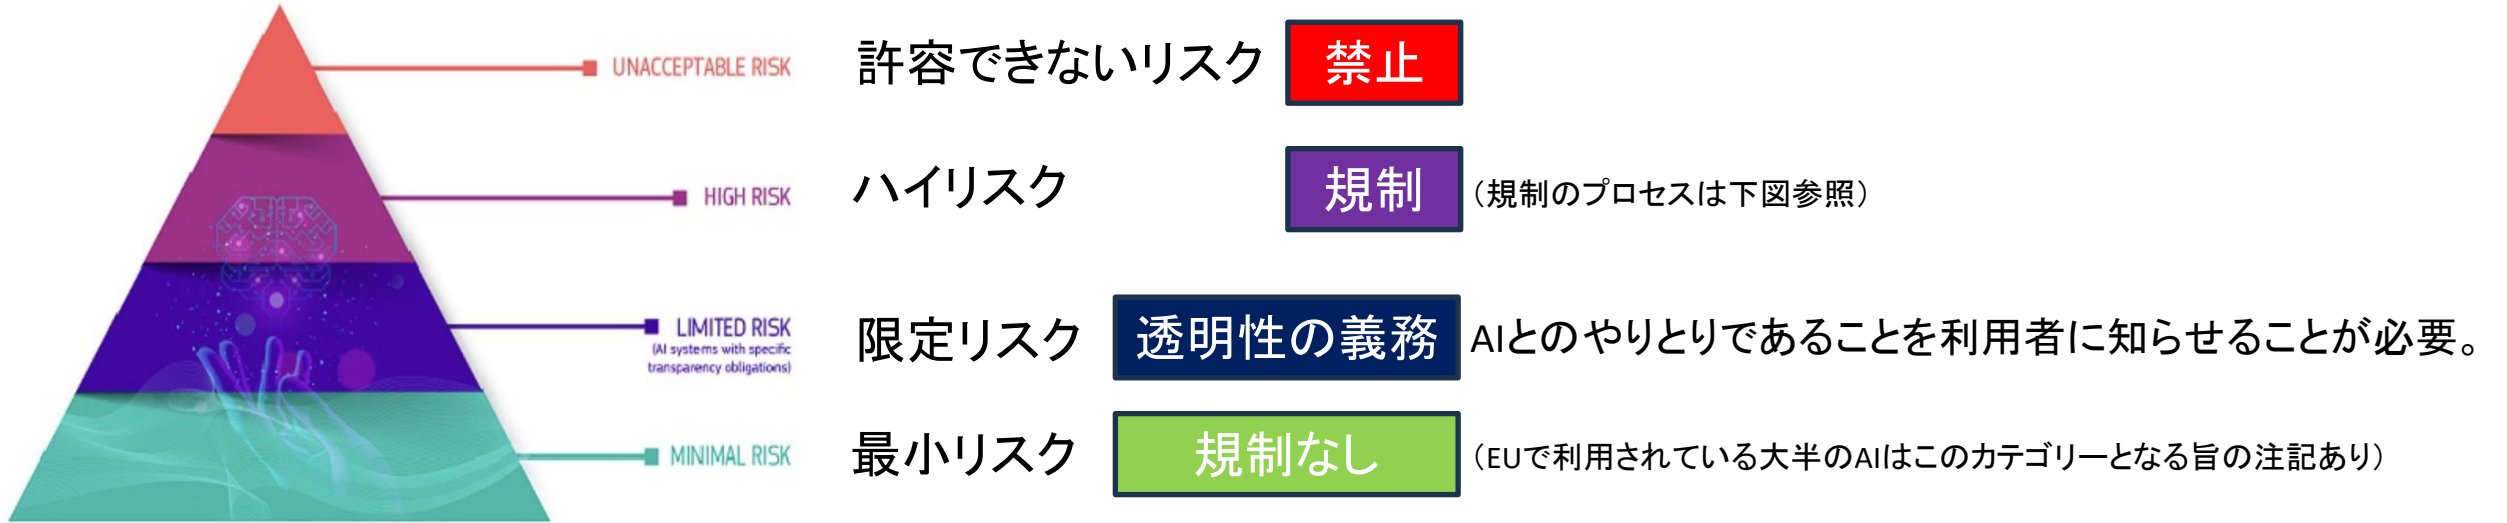 UNACCEPTABLE RISK
許容できないリスク
禁止
HIGH RISK
ハイリスク
規制
（規制のプロセスは下図参照）
LIMITED RISK
(AI systems with specific
transparency obligations)
限定リスク
透明性の義務
AIとのやりとりであることを利用者に知らせることが必要。
MINIMAL RISK
最小リスク
規制なし
（EUで利用されている大半のAIはこのカテゴリーとなる旨の注記あり）